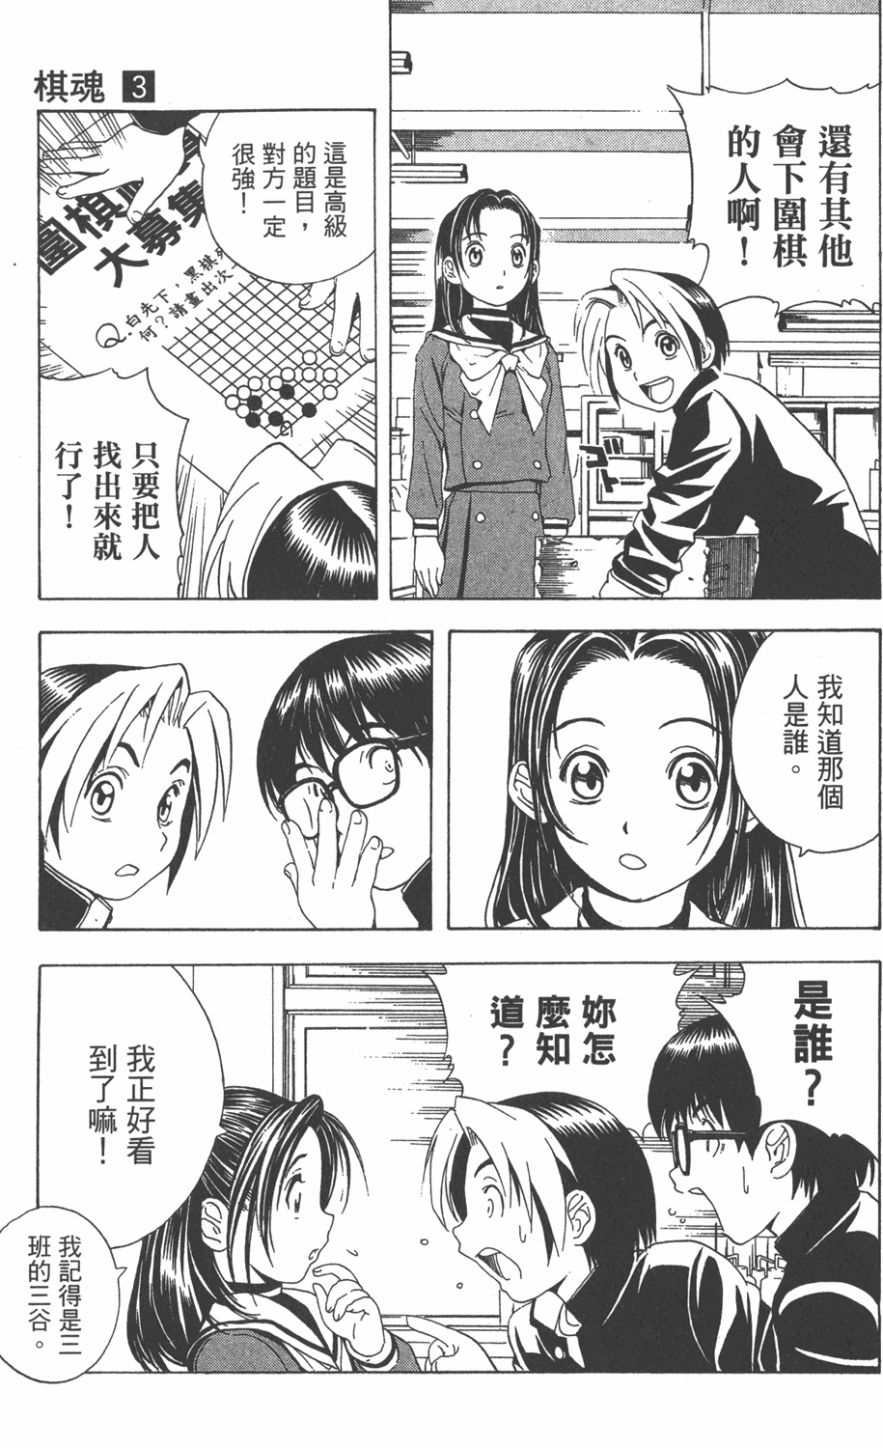 棋魂 3
還有其他
會下圍棋
的人啊！
ゴト
這是高級
的題目，
對方一定
很強！
圍棋
大募集
Q.白先下，黑棋死
何？請畫出次
只要把人
找出來就
行了！
我知道那個
人是誰。
是誰？
妳怎
麼知
道？
我正好看
到了嘛！
我記得是三
班的三谷。